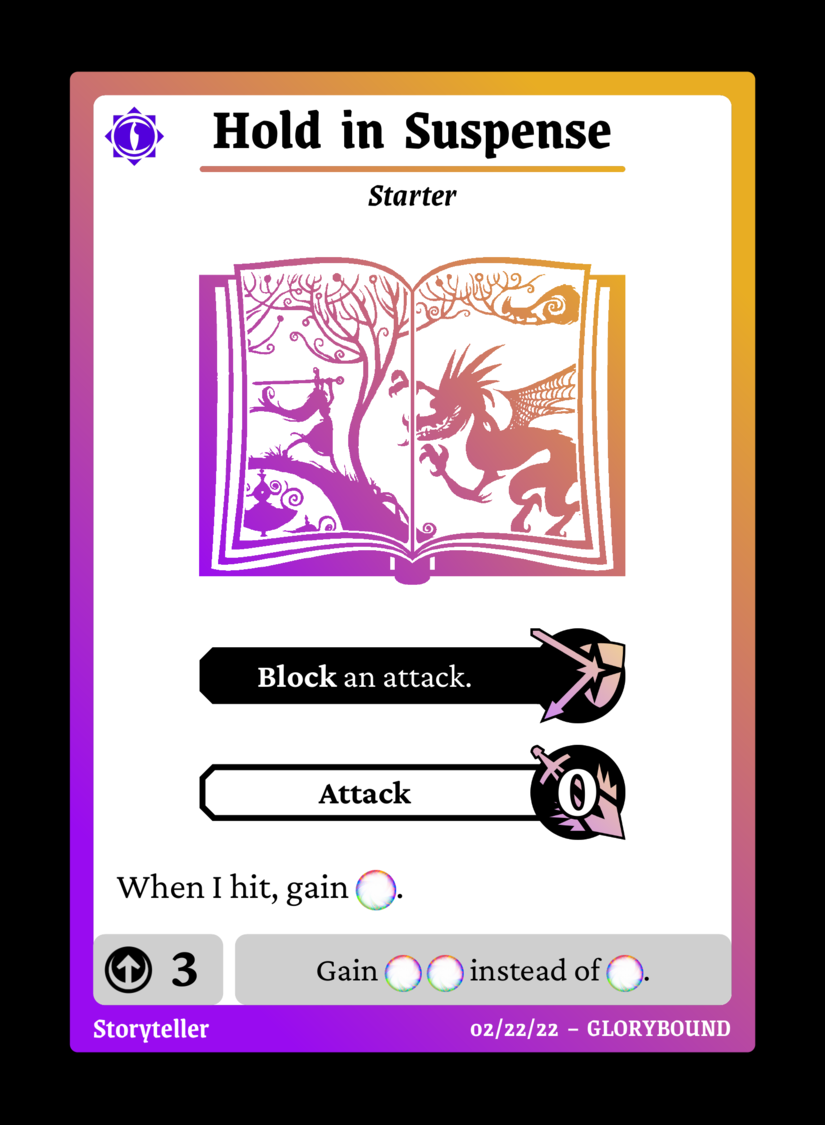 Hold in Suspense
Starter
Block an attack.
Attack
0
When I hit, gain .
3
Gain instead of .
Storyteller
02/22/22 – GLORYBOUND